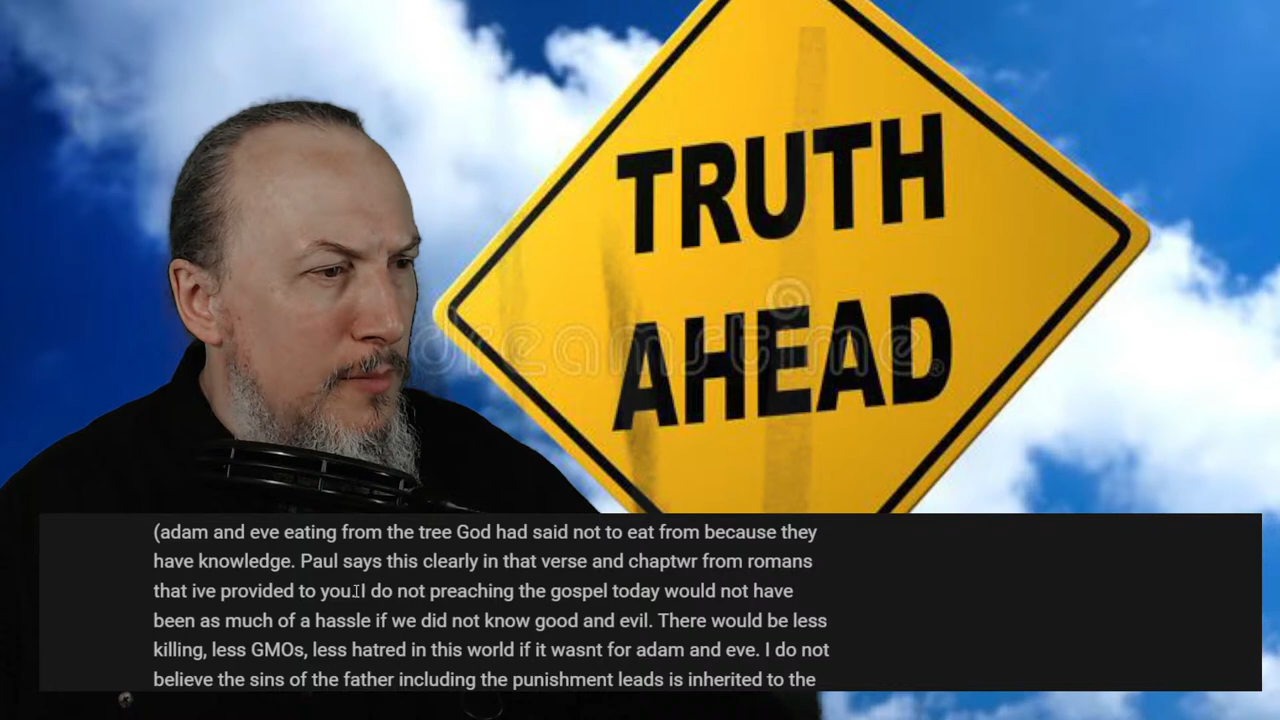 TRUTH
AHEAD
dreamstime
(adam and eve eating from the tree God had said not to eat from because they
have knowledge. Paul says this clearly in that verse and chaptwr from romans
that ive provided to you.I do not preaching the gospel today would not have
been as much of a hassle if we did not know good and evil. There would be less
killing, less GMOs, less hatred in this world if it wasnt for adam and eve. I do not
believe the sins of the father including the punishment leads is inherited to the